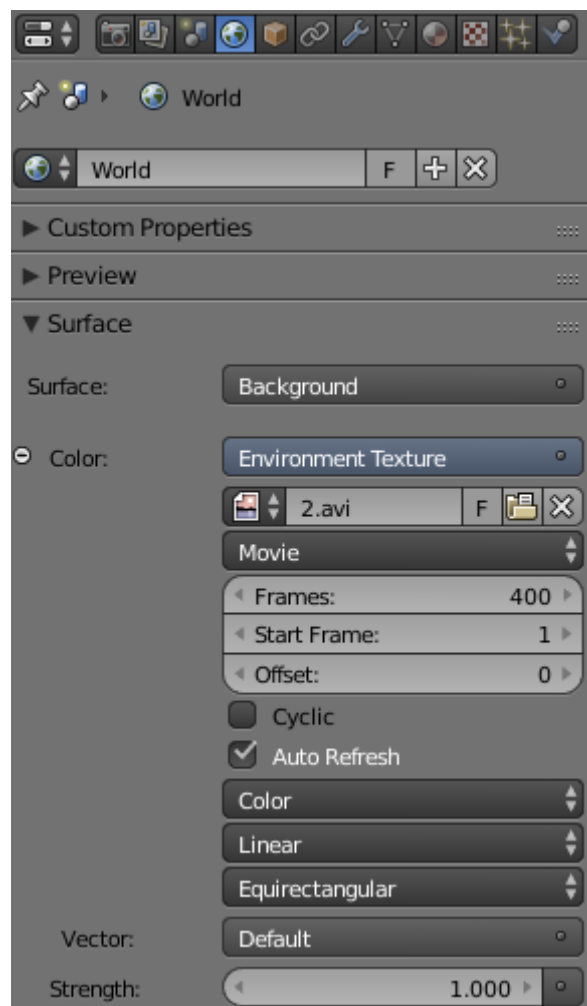 World
World F
Custom Properties
Preview
Surface
Surface: Background
Color: Environment Texture
2.avi F
Movie
Frames: 400
Start Frame: 1
Offset: 0
Cyclic
Auto Refresh
Color
Linear
Equirectangular
Vector: Default
Strength: 1.000